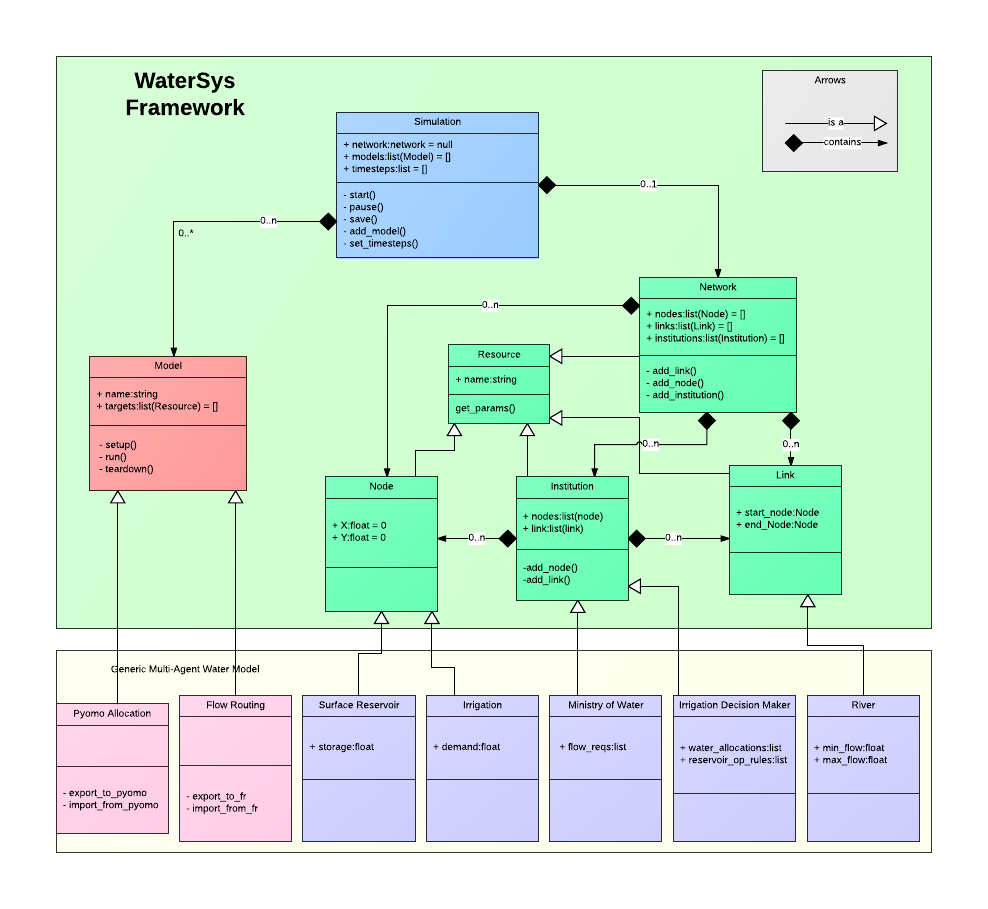 WaterSys
Framework
Arrows
is a
contains
Simulation
+ network:network = null
+ models:list(Model) = []
+ timesteps:list = []
- start()
- pause()
- save()
- add_model()
- set_timesteps()
0..1
0..n
0..*
Network
+ nodes:list(Node) = []
+ links:list(Link) = []
+ institutions:list(Institution) = []
- add_link()
- add_node()
- add_institution()
0..n
Resource
+ name:string
get_params()
Model
+ name:string
+ targets:list(Resource) = []
- setup()
- run()
- teardown()
0..n
0..n
Node
+ X:float = 0
+ Y:float = 0
0..n
Institution
+ nodes:list(node)
+ link:list(link)
-add_node()
-add_link()
0..n
Link
+ start_node:Node
+ end_Node:Node
Generic Multi-Agent Water Model
Pyomo Allocation
- export_to_pyomo
- import_from_pyomo
Flow Routing
- export_to_fr
- import_from_fr
Surface Reservoir
+ storage:float
Irrigation
+ demand:float
Ministry of Water
+ flow_reqs:list
Irrigation Decision Maker
+ water_allocations:list
+ reservoir_op_rules:list
River
+ min_flow:float
+ max_flow:float